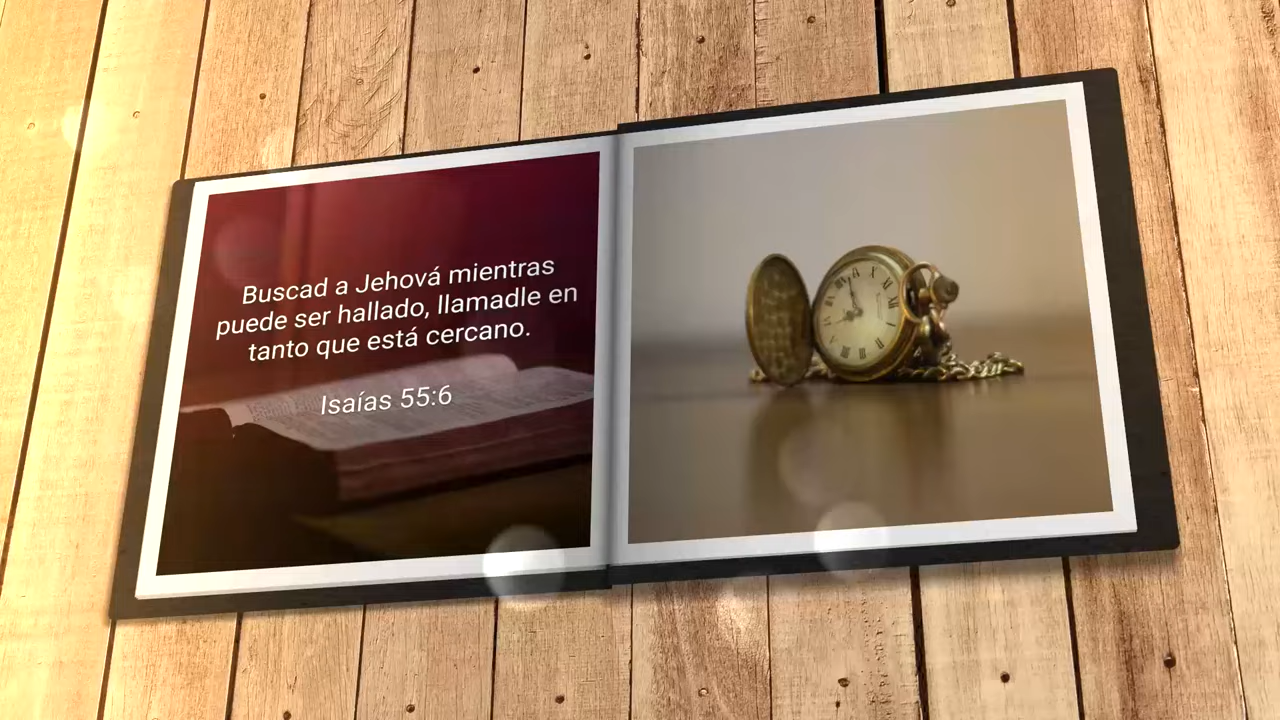 Buscad a Jehová mientras
puede ser hallado, llamadle en
tanto que está cercano.
Isaías 55:6